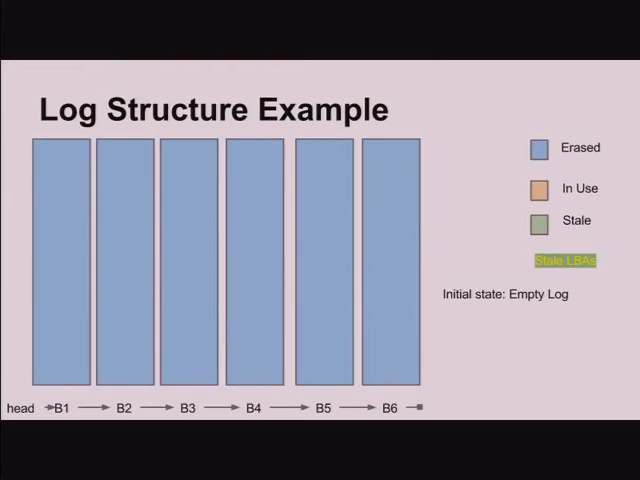 Log Structure Example
Erased
In Use
Stale
Stale LBAs
Initial state: Empty Log
head B1 B2 B3 B4 B5 B6